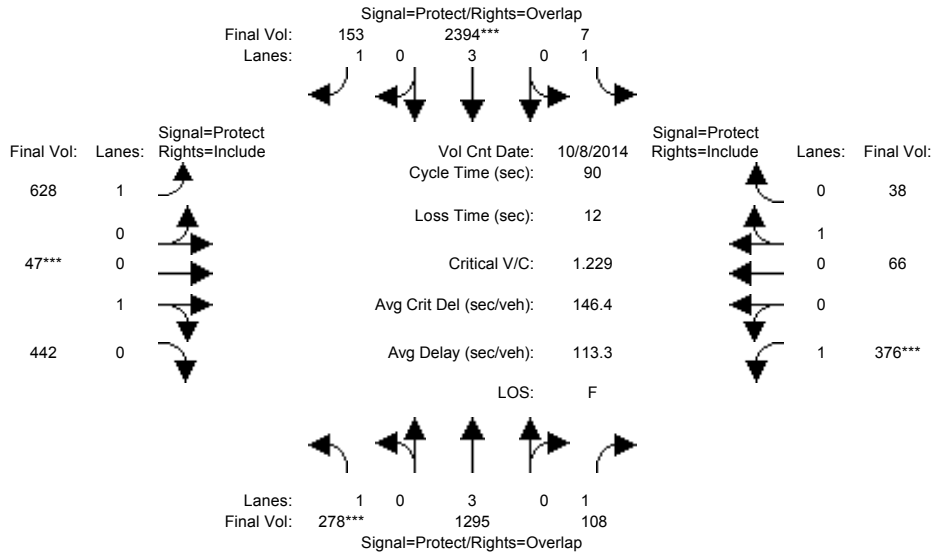 Signal=Protect/Rights=Overlap
Final Vol: 153 2394*** 7
Lanes: 1 0 3 0 1
Signal=Protect Signal=Protect
Final Vol: Lanes: Rights=Include Vol Cnt Date: 10/8/2014 Rights=Include Lanes: Final Vol:
Cycle Time (sec): 90
628 1 0 38
Loss Time (sec): 12
0 1
47*** 0 Critical V/C: 1.229 0 66
1 Avg Crit Del (sec/veh): 146.4 0
442 0 Avg Delay (sec/veh): 113.3 1 376***
LOS: F
Lanes: 1 0 3 0 1
Final Vol: 278*** 1295 108
Signal=Protect/Rights=Overlap